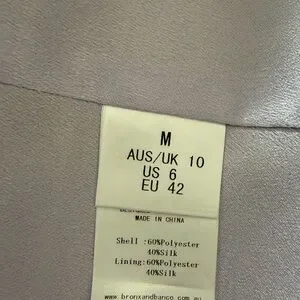 M
AUS/UK 10
US 6
EU 42
MADE IN CHINA
Shell :60%Polyester
40%Silk
Lining:60%Polyester
40%Silk
www.bronxandbanco.com.au